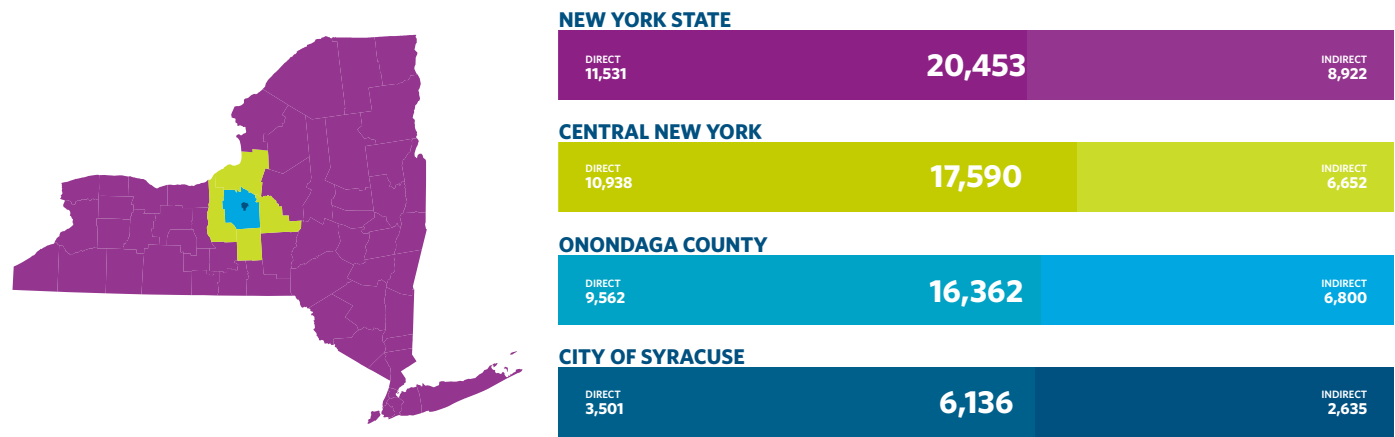 NEW YORK STATE
DIRECT
11,531
20,453
INDIRECT
8,922
CENTRAL NEW YORK
DIRECT
10,938
17,590
INDIRECT
6,652
ONONDAGA COUNTY
DIRECT
9,562
16,362
INDIRECT
6,800
CITY OF SYRACUSE
DIRECT
3,501
6,136
INDIRECT
2,635